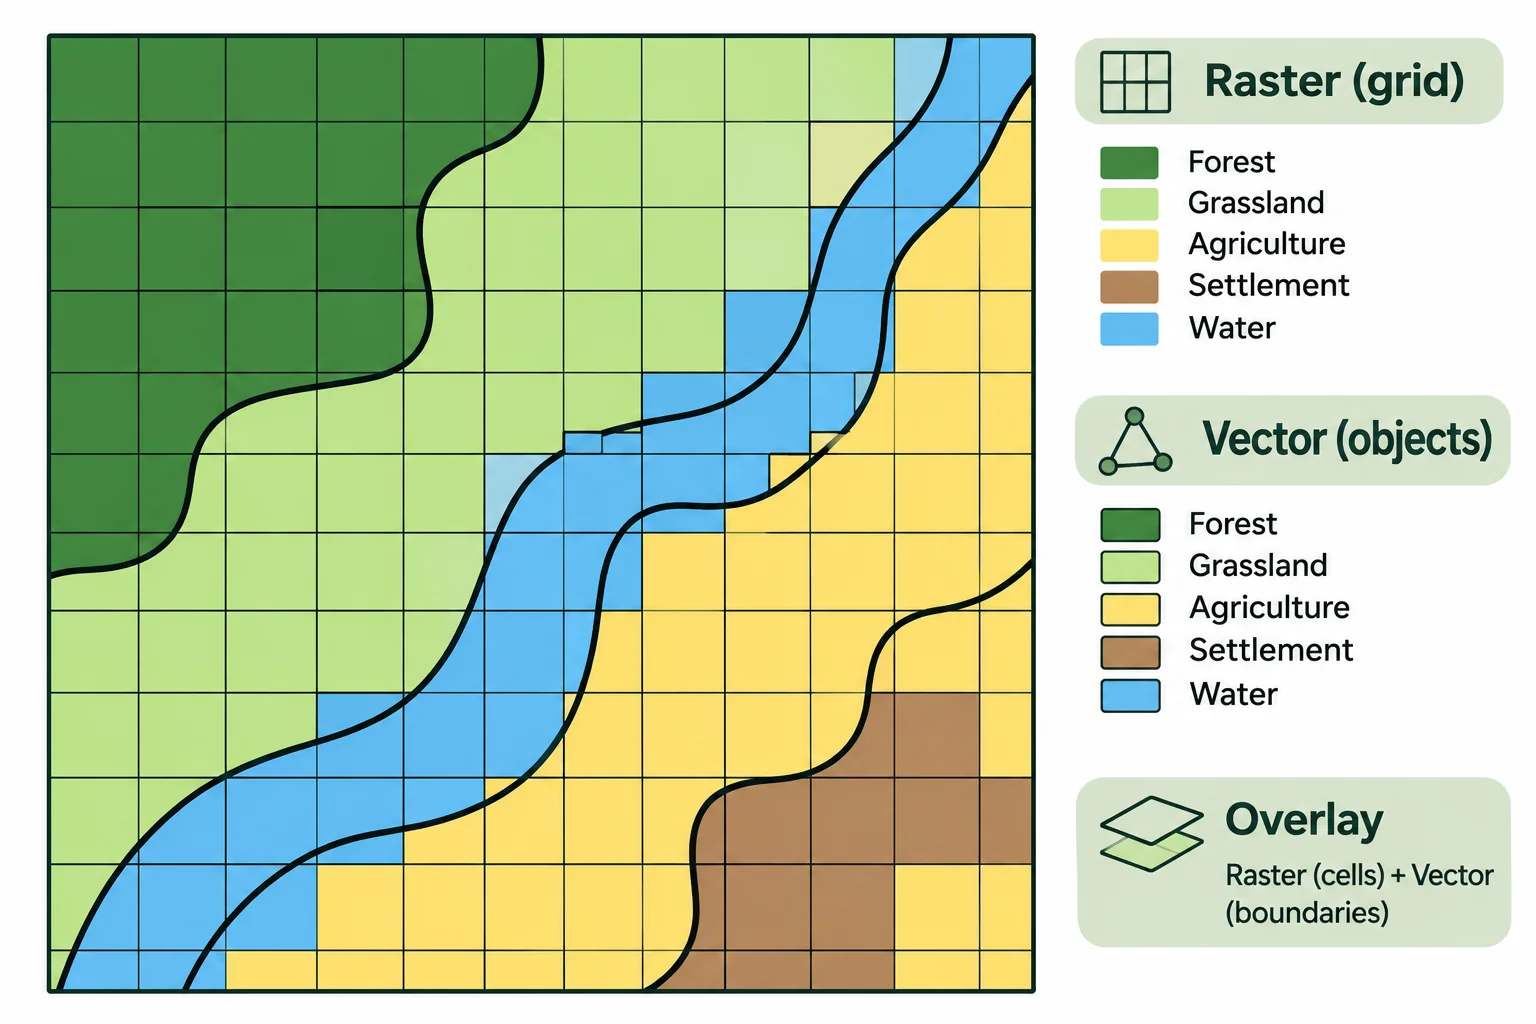 Raster (grid)
Forest
Grassland
Agriculture
Settlement
Water
Vector (objects)
Forest
Grassland
Agriculture
Settlement
Water
Overlay
Raster (cells) + Vector
(boundaries)